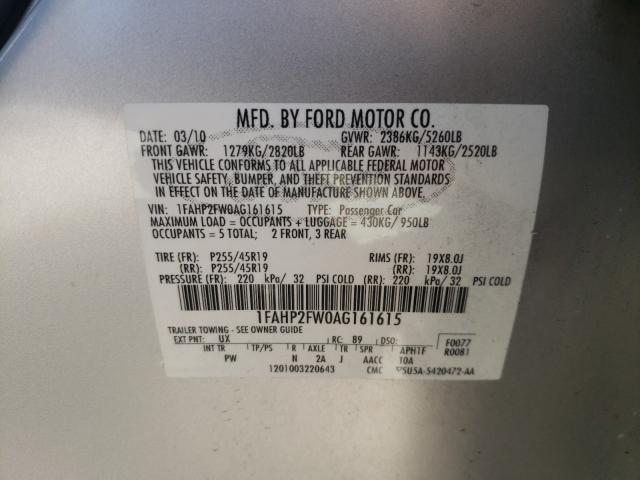 MFD. BY FORD MOTOR CO.
DATE: 03/10 GVWR: 2386KG/5260LB
FRONT GAWR: 1279KG/2820LB REAR GAWR: 1143KG/2520LB
THIS VEHICLE CONFORMS TO ALL APPLICABLE FEDERAL MOTOR
VEHICLE SAFETY, BUMPER, AND THEFT PREVENTION STANDARDS
IN EFFECT ON THE DATE OF MANUFACTURE SHOWN ABOVE.
VIN: 1FAHP2FW0AG161615 TYPE: Passenger Car
MAXIMUM LOAD = OCCUPANTS + LUGGAGE = 430KG/ 950LB
OCCUPANTS = 5 TOTAL; 2 FRONT, 3 REAR
TIRE (FR): P255/45R19 RIMS (FR): 19X8.0J
(RR): P255/45R19 (RR): 19X8.0J
PRESSURE (FR): 220 kPa/ 32 PSI COLD (RR): 220 kPa/ 32 PSI COLD
1FAHP2FW0AG161615
TRAILER TOWING - SEE OWNER GUIDE
EXT PNT: UX RC: 89 DSO: F0077
INT TR TP/PS R AXLE TR SPR APH1F R0081
PW N 2A J AACC 10A
1201003220643 CMC 5U5A-5420472-AA